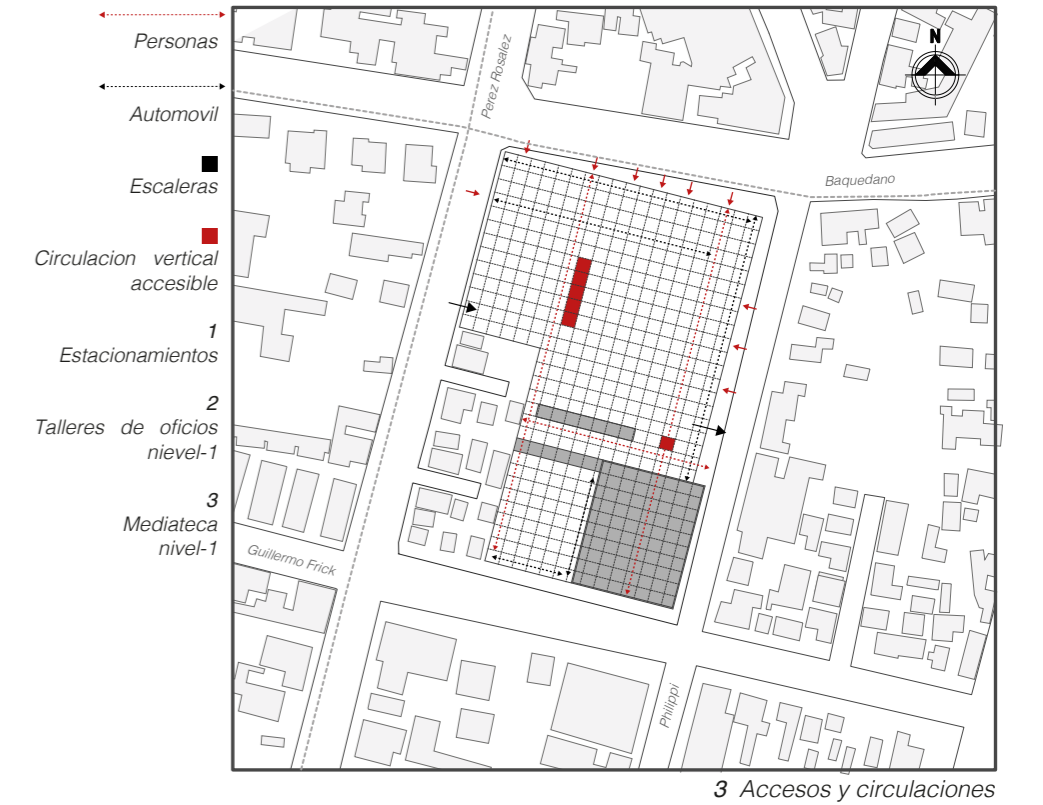 Personas
Automovil
Escaleras
Circulacion vertical
accesible
1
Estacionamientos
2
Talleres de oficios
nievel-1
3
Mediateca
nivel-1
N
Perez Rosalez
Baquedano
Guillermo Frick
Philippi
3 Accesos y circulaciones